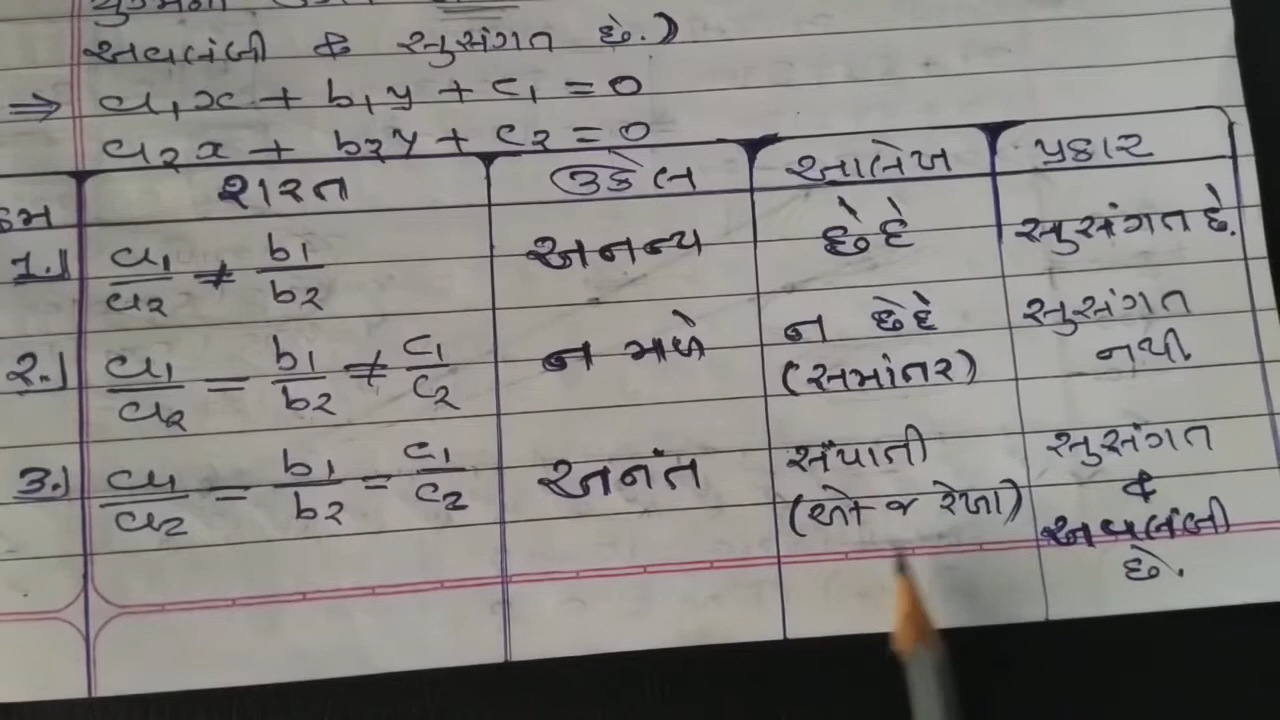 અવલંબી & સુસંગત છે.)
⇒ a₁x + b₁y + c₁ = 0
a₂x + b₂y + c₂ = 0
ક્રમ શરત ઉકેલ આલેખ પ્રકાર
1.) a₁/a₂ ≠ b₁/b₂ અનન્ય છેદે સુસંગત છે.
2.) a₁/a₂ = b₁/b₂ ≠ c₁/c₂ ન મળે ન છેદે (સમાંતર) સુસંગત નથી.
3.) a₁/a₂ = b₁/b₂ = c₁/c₂ અનંત સંપાતી (એક જ રેખા) સુસંગત & અવલંબી છે.